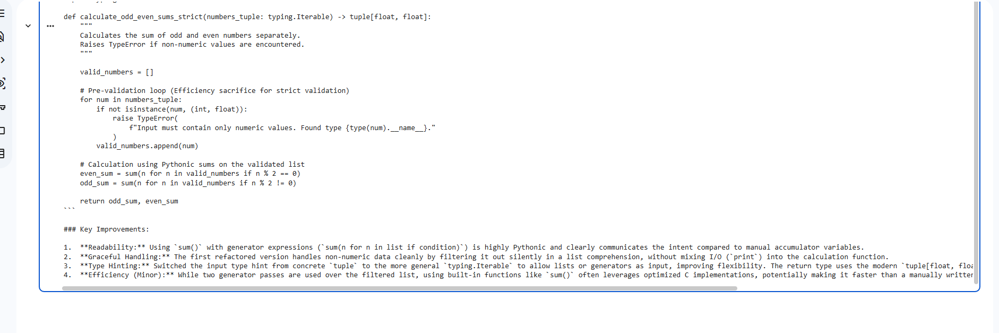 def calculate_odd_even_sums_strict(numbers_tuple: typing.Iterable) -> tuple[float, float]:
    """
    Calculates the sum of odd and even numbers separately.
    Raises TypeError if non-numeric values are encountered.
    """
    valid_numbers = []
    # Pre-validation loop (Efficiency sacrifice for strict validation)
    for num in numbers_tuple:
        if not isinstance(num, (int, float)):
            raise TypeError(
                f"Input must contain only numeric values. Found type {type(num).__name__}."
            )
        valid_numbers.append(num)
    # Calculation using Pythonic sums on the validated list
    even_sum = sum(n for n in valid_numbers if n % 2 == 0)
    odd_sum = sum(n for n in valid_numbers if n % 2 != 0)
    return odd_sum, even_sum
```
### Key Improvements:
1.  **Readability:** Using `sum()` with generator expressions (`sum(n for n in list if condition)`) is highly Pythonic and clearly communicates the intent compared to manual accumulator variables.
2.  **Graceful Handling:** The first refactored version handles non-numeric data cleanly by filtering it out silently in a list comprehension, without mixing I/O (`print`) into the calculation function.
3.  **Type Hinting:** Switched the input type hint from concrete `tuple` to the more general `typing.Iterable` to allow lists or generators as input, improving flexibility. The return type uses the modern `tuple[float, floa
4.  **Efficiency (Minor):** While two generator passes are used over the filtered list, using built-in functions like `sum()` often leverages optimized C implementations, potentially making it faster than a manually writter